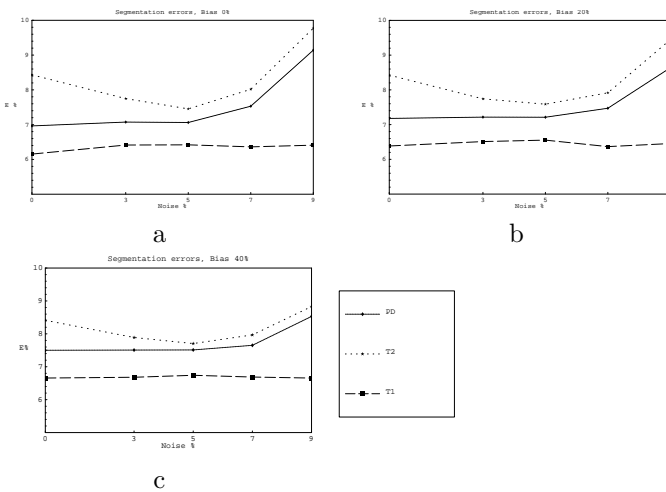 Segmentation errors, Bias 0%
10
9
8
E %
7
6
0 3 5 7 9
Noise %
a
Segmentation errors, Bias 20%
10
9
8
E %
7
6
0 3 5 7 9
Noise %
b
Segmentation errors, Bias 40%
10
9
8
E%
7
6
0 3 5 7 9
Noise %
c
PD
T2
T1